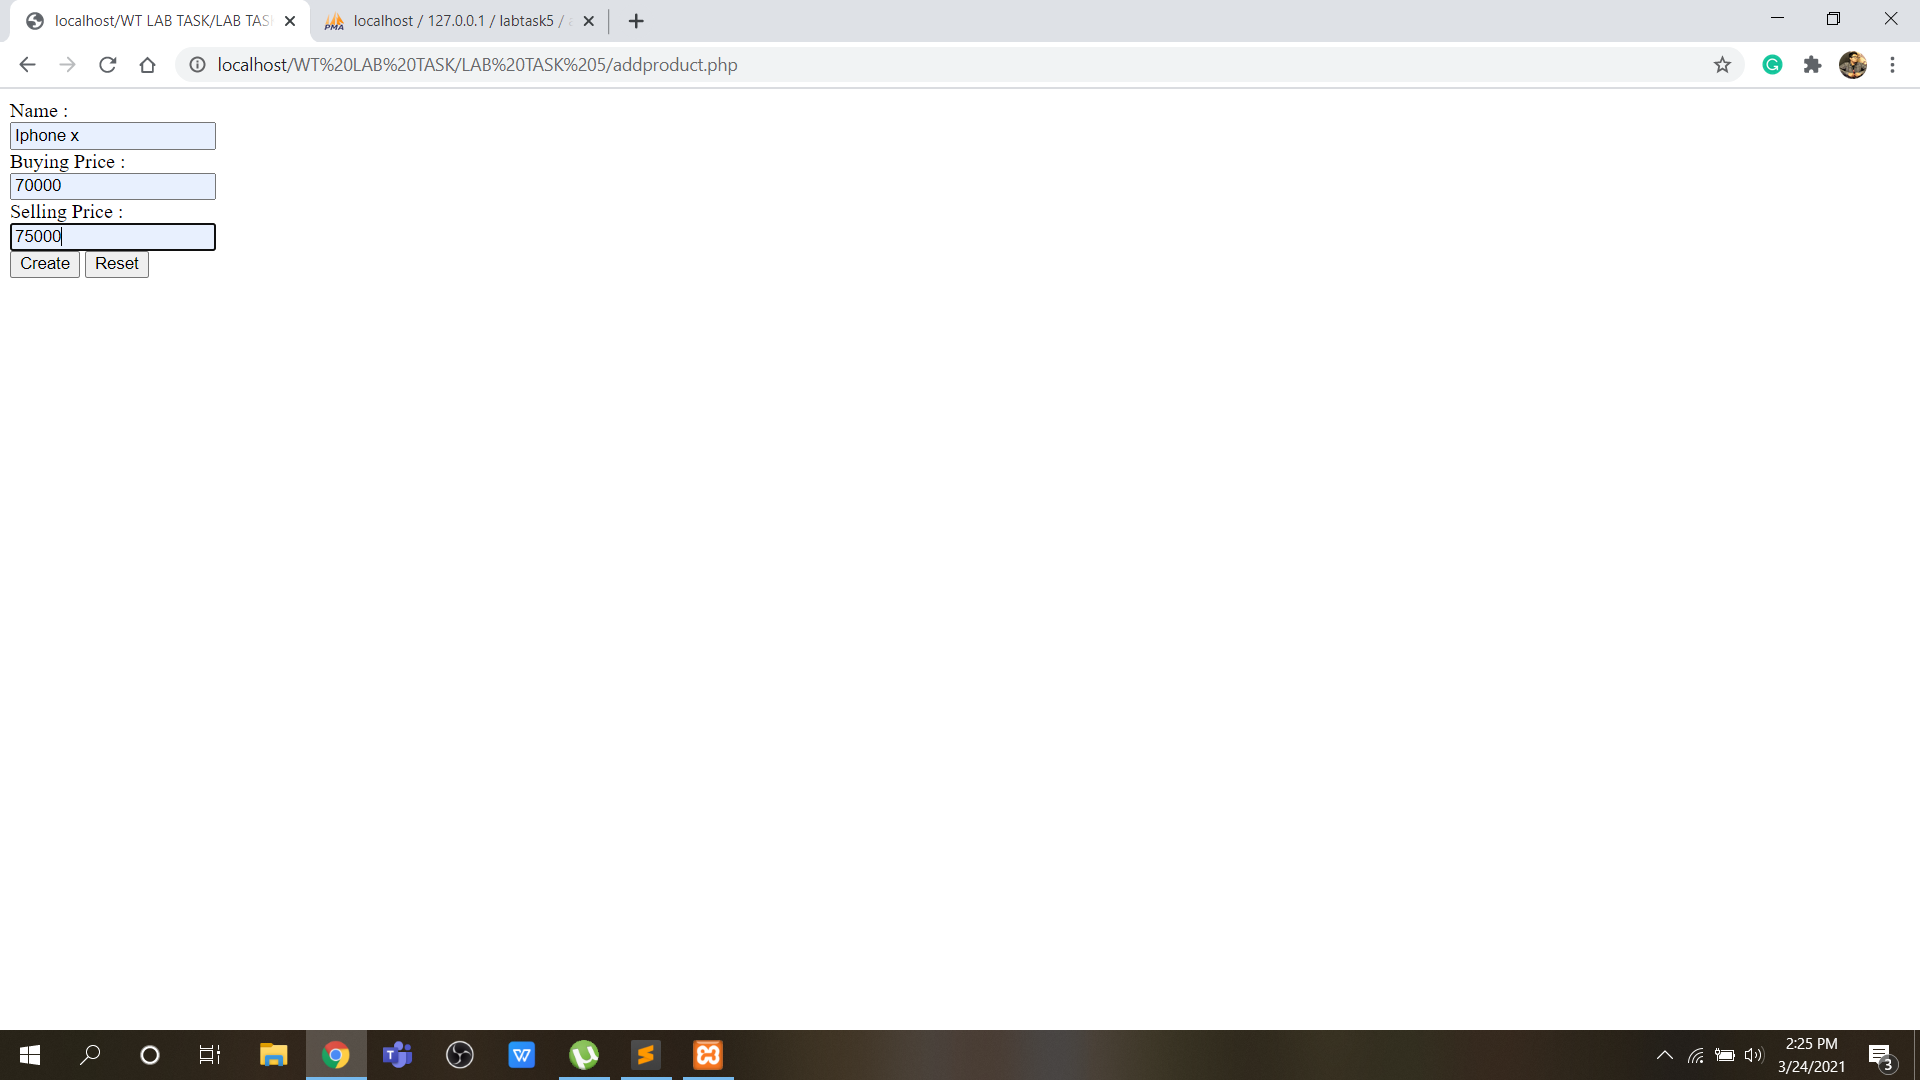 localhost/WT LAB TASK/LAB TAS
localhost / 127.0.0.1 / labtask5 /
localhost/WT%20LAB%20TASK/LAB%20TASK%205/addproduct.php
Name :
Iphone x
Buying Price :
70000
Selling Price :
75000
Create Reset
2:25 PM
3/24/2021
3